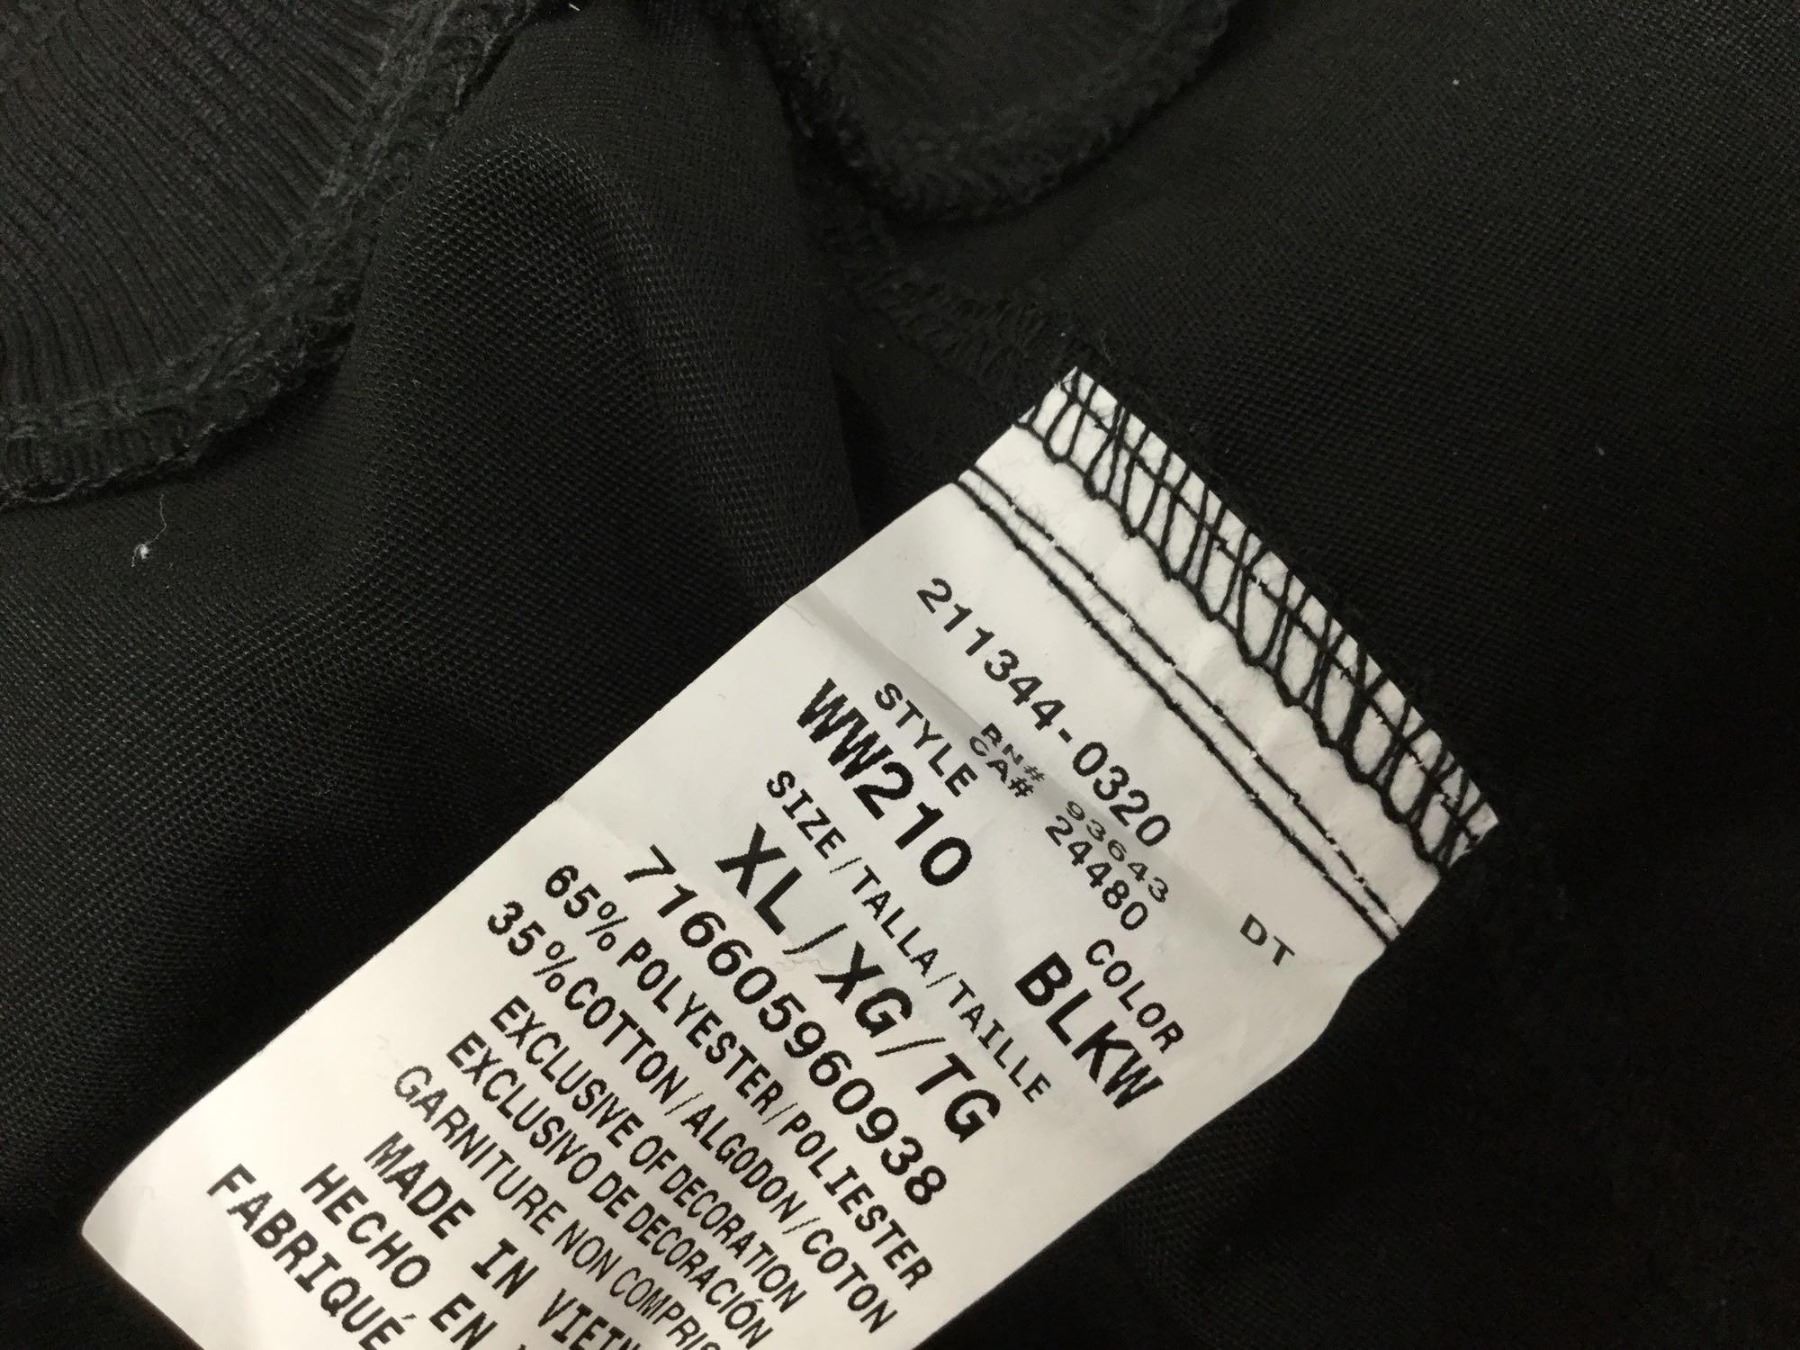 211344-0320
RN# 93643 DT
CA# 24480
STYLE COLOR
WW210 BLKW
SIZE/TALLA/TAILLE
XL/XG/TG
716605960938
65% POLYESTER/POLIESTER
35%COTTON/ALGODON/COTON
EXCLUSIVE OF DECORATION
EXCLUSIVO DE DECORACIÓN
GARNITURE NON
MADE IN
HECHO EN
FABRIQUÉ